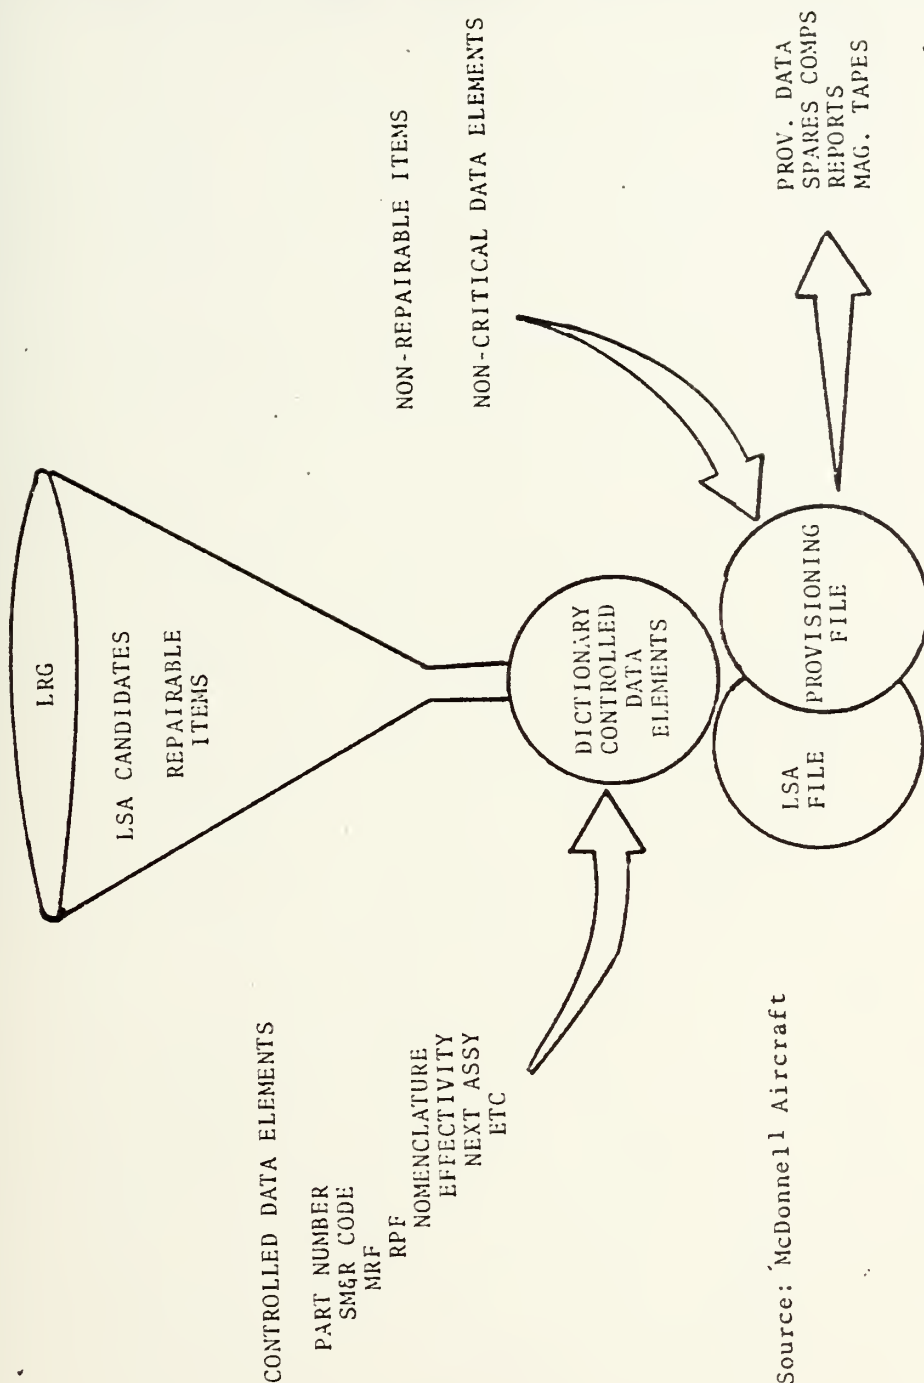 LRG
LSA CANDIDATES
REPAIRABLE
ITEMS
CONTROLLED DATA ELEMENTS
PART NUMBER
SM&R CODE
MRF
RPF
NOMENCLATURE
EFFECTIVITY
NEXT ASSY
ETC
DICTIONARY
CONTROLLED
DATA
ELEMENTS
NON-REPAIRABLE ITEMS
NON-CRITICAL DATA ELEMENTS
LSA
FILE
PROVISIONING
FILE
PROV. DATA
SPARES COMPS
REPORTS
MAG. TAPES
Source: McDonnell Aircraft